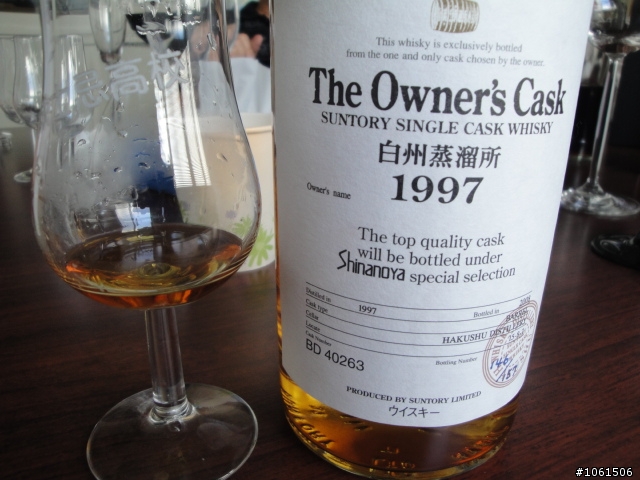 This whisky is exclusively bottled
from the one and only cask chosen by the owner.
The Owner's Cask
SUNTORY SINGLE CASK WHISKY
白州蒸溜所
Owner's name 1997
The top quality cask
will be bottled under
Shinanoya special selection
Distilled in 1997 Bottled in
Cask type
Color
Locate HAKUSHU DISTILLERY
Cask Number Bottling Number
BD 40263
PRODUCED BY SUNTORY LIMITED
ウイスキー
#1061506